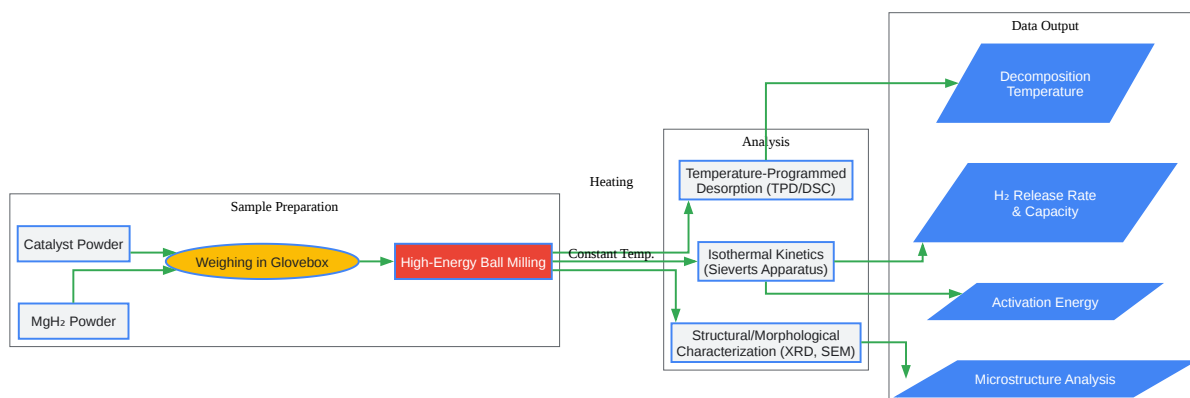 Sample Preparation
Catalyst Powder
MgH₂ Powder
Weighing in Glovebox
High-Energy Ball Milling
Heating
Constant Temp.
Analysis
Temperature-Programmed
Desorption (TPD/DSC)
Isothermal Kinetics
(Sieverts Apparatus)
Structural/Morphological
Characterization (XRD, SEM)
Data Output
Decomposition
Temperature
H₂ Release Rate
& Capacity
Activation Energy
Microstructure Analysis